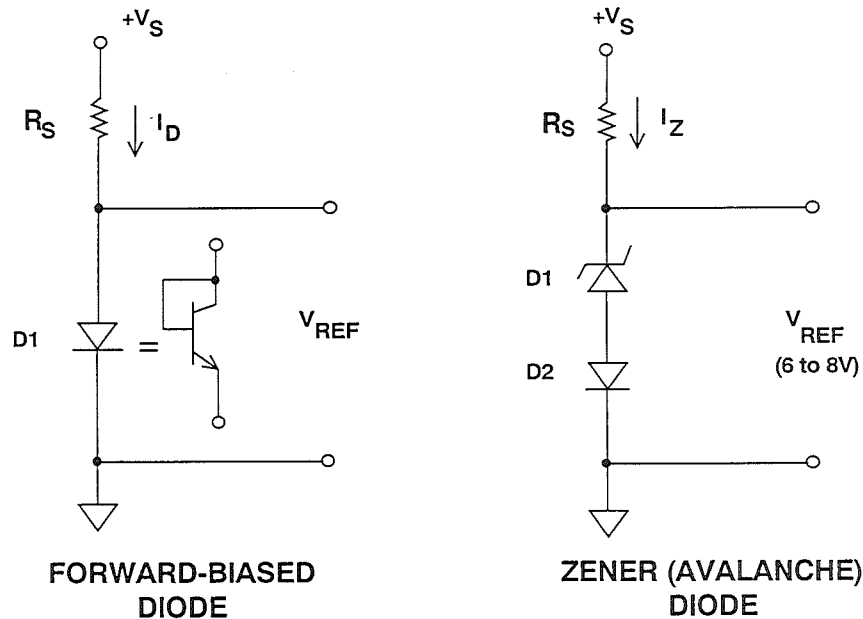 +VS
RS
ID
D1
=
VREF
FORWARD-BIASED
DIODE
+VS
RS
IZ
D1
D2
VREF
(6 to 8V)
ZENER (AVALANCHE)
DIODE